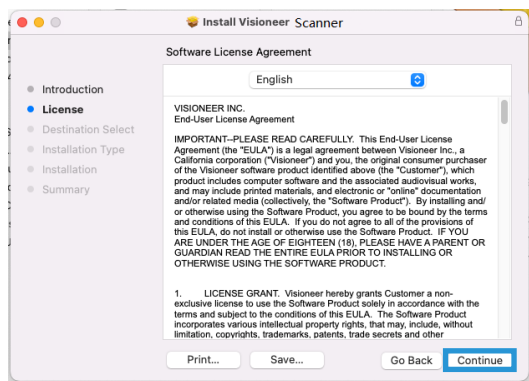 Install Visioneer Scanner
Software License Agreement
English
Introduction
License
Destination Select
Installation Type
Installation
Summary
VISIONEER INC.
End-User License Agreement
IMPORTANT--PLEASE READ CAREFULLY. This End-User License
Agreement (the "EULA") is a legal agreement between Visioneer Inc., a
California corporation ("Visioneer") and you, the original consumer purchaser
of the Visioneer software product identified above (the "Customer"), which
product includes computer software and the associated audiovisual works,
and may include printed materials, and electronic or "online" documentation
and/or related media (collectively, the "Software Product"). By installing and/
or otherwise using the Software Product, you agree to be bound by the terms
and conditions of this EULA. If you do not agree to all of the provisions of
this EULA, do not install or otherwise use the Software Product. IF YOU
ARE UNDER THE AGE OF EIGHTEEN (18), PLEASE HAVE A PARENT OR
GUARDIAN READ THE ENTIRE EULA PRIOR TO INSTALLING OR
OTHERWISE USING THE SOFTWARE PRODUCT.
1. LICENSE GRANT. Visioneer hereby grants Customer a non-
exclusive license to use the Software Product solely in accordance with the
terms and subject to the conditions of this EULA. The Software Product
incorporates various intellectual property rights, that may, include, without
limitation, copyrights, trademarks, patents, trade secrets and other
Print...
Save...
Go Back
Continue